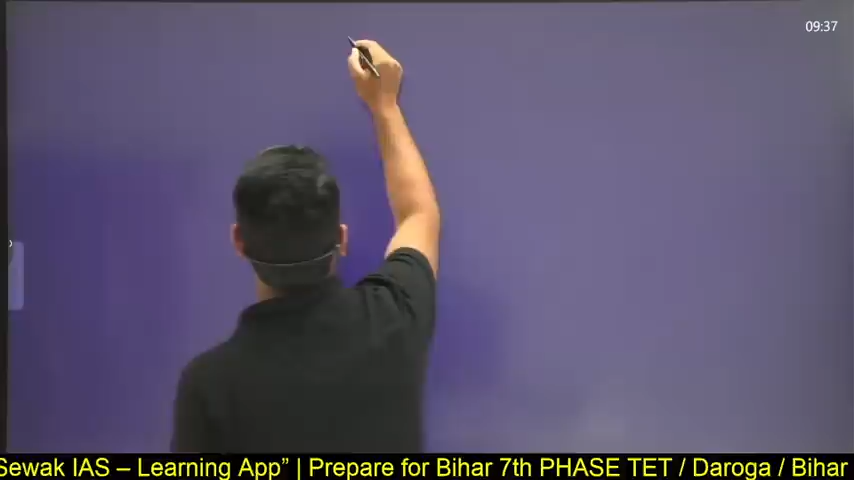 09:37
Sewak IAS – Learning App” | Prepare for Bihar 7th PHASE TET / Daroga / Bihar